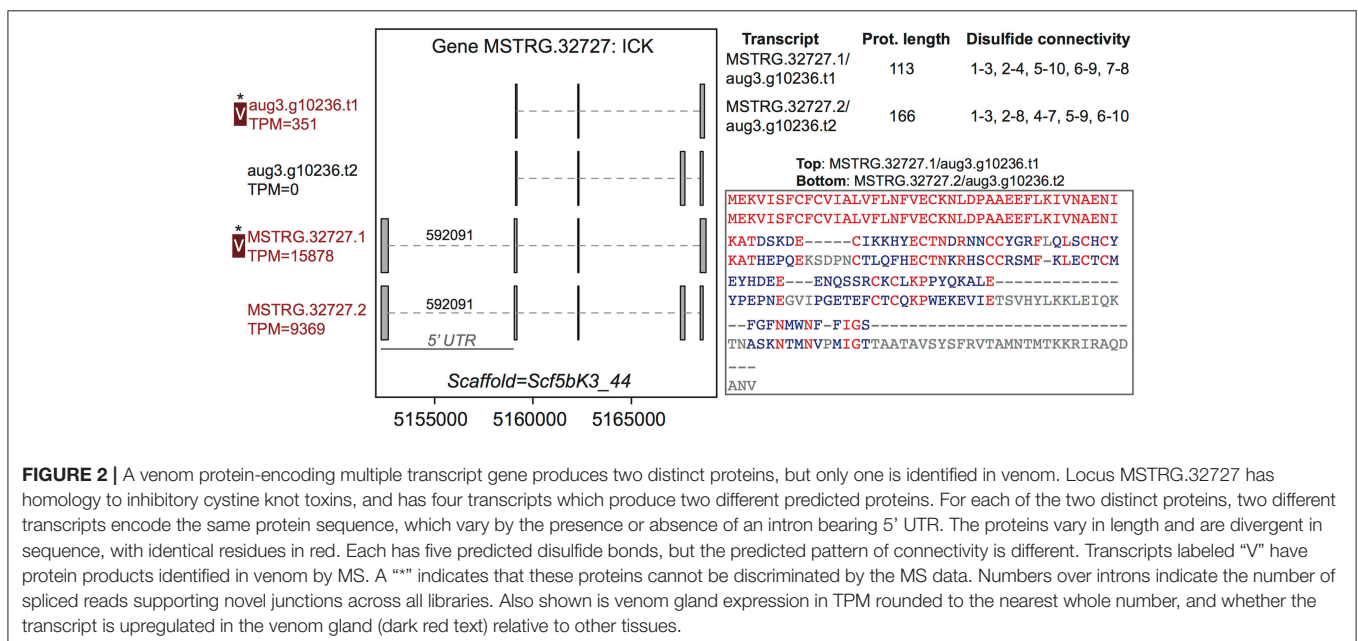 Gene MSTRG.32727: ICK
*
V aug3.g10236.t1
TPM=351
aug3.g10236.t2
TPM=0
*
V MSTRG.32727.1
TPM=15878
592091
MSTRG.32727.2
TPM=9369
592091
5' UTR
Scaffold=Scf5bK3_44
5155000 5160000 5165000
Transcript Prot. length Disulfide connectivity
MSTRG.32727.1/
aug3.g10236.t1 113 1-3, 2-4, 5-10, 6-9, 7-8
MSTRG.32727.2/
aug3.g10236.t2 166 1-3, 2-8, 4-7, 5-9, 6-10
Top: MSTRG.32727.1/aug3.g10236.t1
Bottom: MSTRG.32727.2/aug3.g10236.t2
MEKVISFCFCVIALVFLNFVECKNLDPAAEEFLKIVNAENI
MEKVISFCFCVIALVFLNFVECKNLDPAAEEFLKIVNAENI
KATDSKDE-----CIKKHYECTNDRNNCCYGRFLQLSCHCY
KATHEPQEKSDPNCTLQFHECTNKRHSCCRSMF-KLECTCM
EYHDEE---ENQSSRCKCLKPPYQKALE-------------
YPEPNEGVIPGETEFCTCQKPWEKEVIETSVHYLKKLEIQK
--FGFNMWNF-FIGS--------------------------
TNASKNTMNVPMIGTTAATAVSYSFRVTAMNTMTKKRIRAQD
---
ANV
FIGURE 2 | A venom protein-encoding multiple transcript gene produces two distinct proteins, but only one is identified in venom. Locus MSTRG.32727 has
homology to inhibitory cystine knot toxins, and has four transcripts which produce two different predicted proteins. For each of the two distinct proteins, two different
transcripts encode the same protein sequence, which vary by the presence or absence of an intron bearing 5' UTR. The proteins vary in length and are divergent in
sequence, with identical residues in red. Each has five predicted disulfide bonds, but the predicted pattern of connectivity is different. Transcripts labeled “V” have
protein products identified in venom by MS. A “*” indicates that these proteins cannot be discriminated by the MS data. Numbers over introns indicate the number of
spliced reads supporting novel junctions across all libraries. Also shown is venom gland expression in TPM rounded to the nearest whole number, and whether the
transcript is upregulated in the venom gland (dark red text) relative to other tissues.